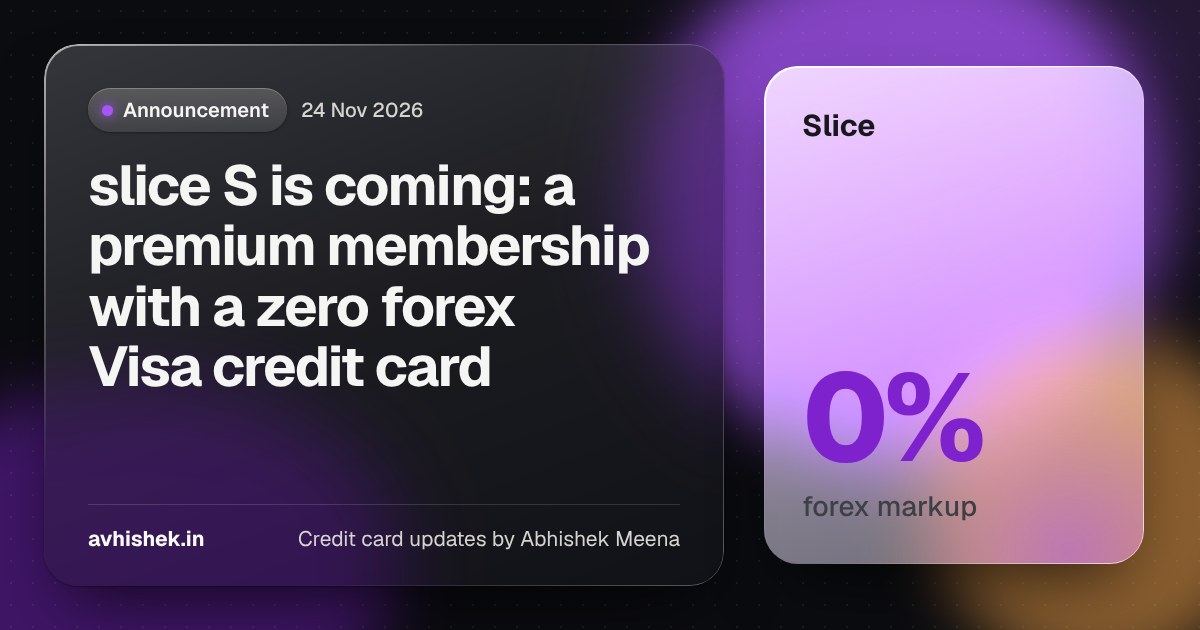 Announcement
24 Nov 2026
slice S is coming: a
premium membership
with a zero forex
Visa credit card
avhishek.in
Credit card updates by Abhishek Meena
Slice
0%
forex markup